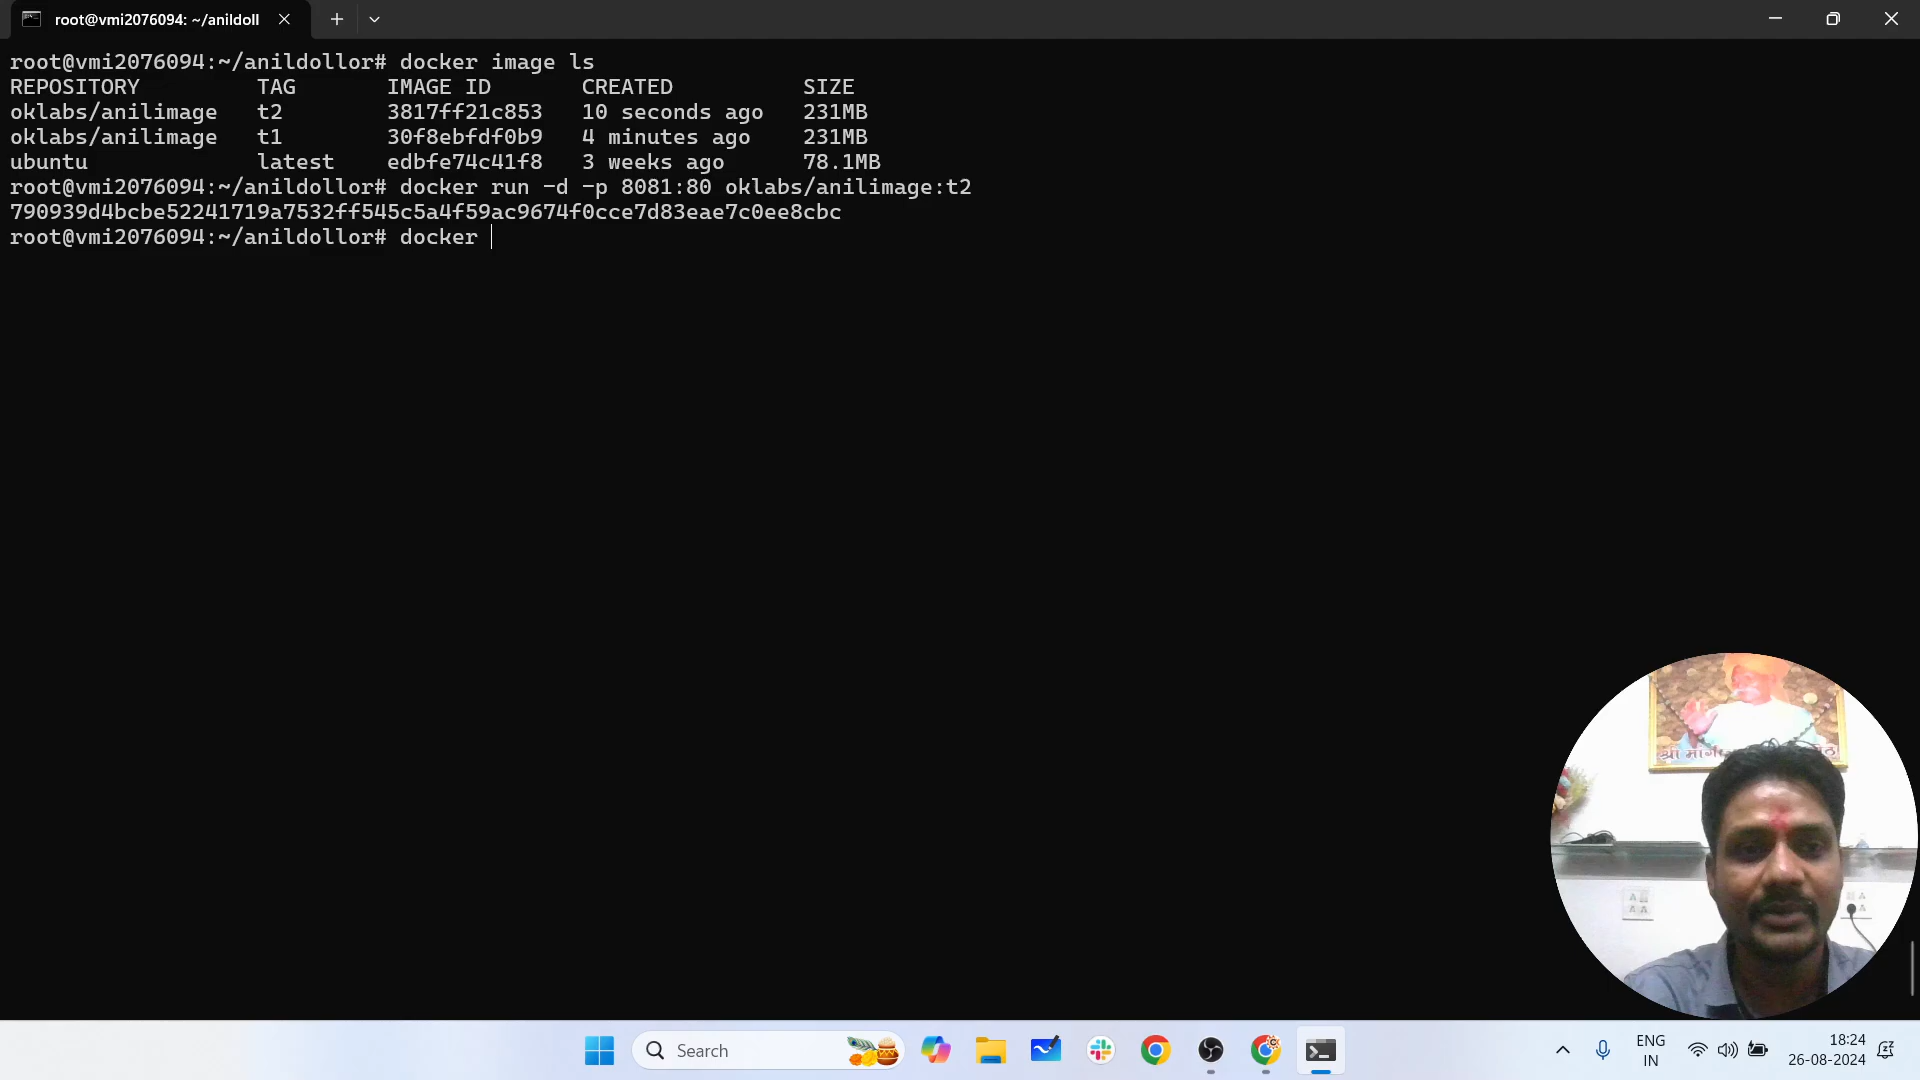 root@vmi2076094: ~/anildoll
root@vmi2076094:~/anildollor# docker image ls
REPOSITORY TAG IMAGE ID CREATED SIZE
oklabs/anilimage t2 3817ff21c853 10 seconds ago 231MB
oklabs/anilimage t1 30f8ebfdf0b9 4 minutes ago 231MB
ubuntu latest edbfe74c41f8 3 weeks ago 78.1MB
root@vmi2076094:~/anildollor# docker run -d -p 8081:80 oklabs/anilimage:t2
790939d4bcbe52241719a7532ff545c5a4f59ac9674f0cce7d83eae7c0ee8cbc
root@vmi2076094:~/anildollor# docker
श्री
Search
ENG
IN
18:24
26-08-2024